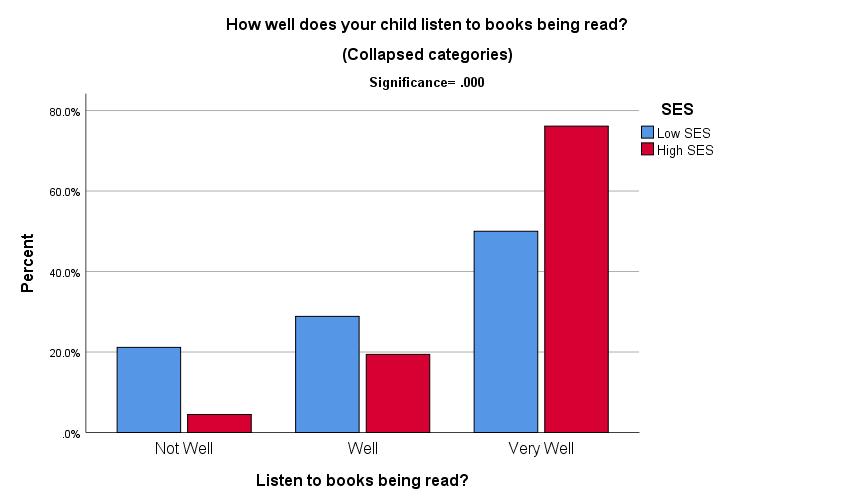 How well does your child listen to books being read?
(Collapsed categories)
Significance= .000
80.0%
60.0%
40.0%
20.0%
.0%
Percent
Not Well
Well
Very Well
Listen to books being read?
SES
Low SES
High SES